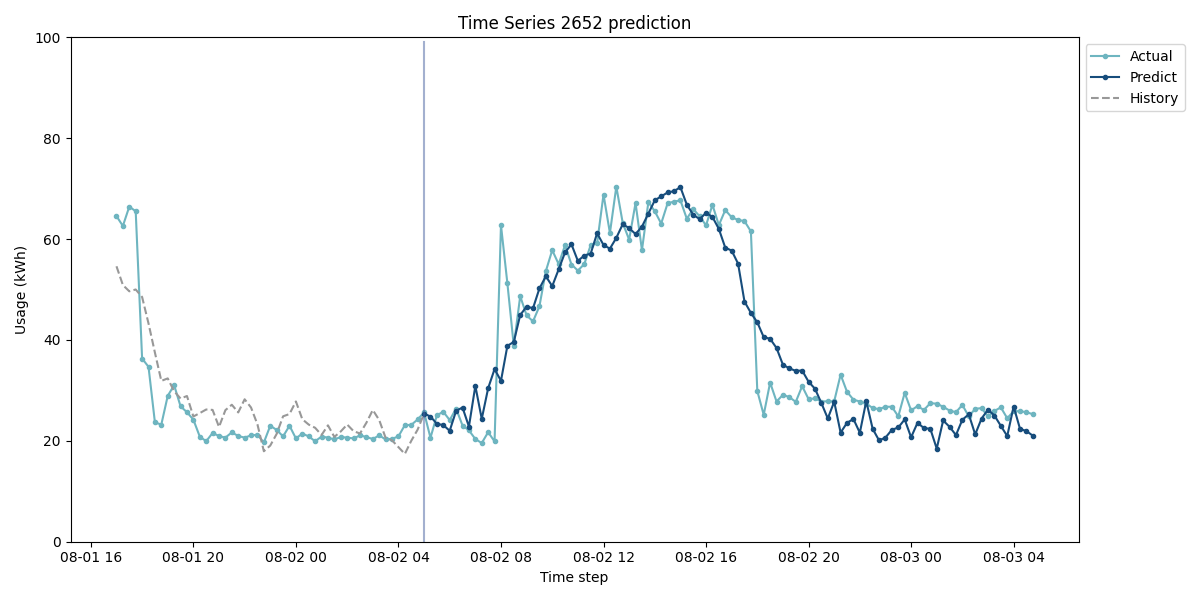 Time Series 2652 prediction
Usage (kWh)
100
80
60
40
20
0
08-01 16
08-01 20
08-02 00
08-02 04
08-02 08
08-02 12
08-02 16
08-02 20
08-03 00
08-03 04
Time step
Actual
Predict
History